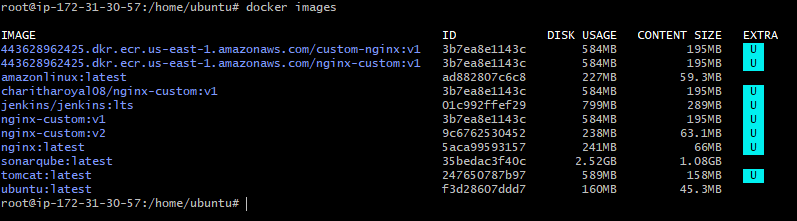 root@ip-172-31-30-57:/home/ubuntu# docker images
IMAGE ID DISK USAGE CONTENT SIZE EXTRA
443628962425.dkr.ecr.us-east-1.amazonaws.com/custom-nginx:v1 3b7ea8e1143c 584MB 195MB U
443628962425.dkr.ecr.us-east-1.amazonaws.com/nginx-custom:v1 3b7ea8e1143c 584MB 195MB U
amazonlinux:latest ad882807c6c8 227MB 59.3MB
charitharoyal08/nginx-custom:v1 3b7ea8e1143c 584MB 195MB U
jenkins/jenkins:lts 01c992ffef29 799MB 289MB U
nginx-custom:v1 3b7ea8e1143c 584MB 195MB U
nginx-custom:v2 9c6762530452 238MB 63.1MB U
nginx:latest 5aca99593157 241MB 66MB U
sonarqube:latest 35bedac3f40c 2.52GB 1.08GB
tomcat:latest 247650787b97 589MB 158MB U
ubuntu:latest f3d28607ddd7 160MB 45.3MB
root@ip-172-31-30-57:/home/ubuntu#